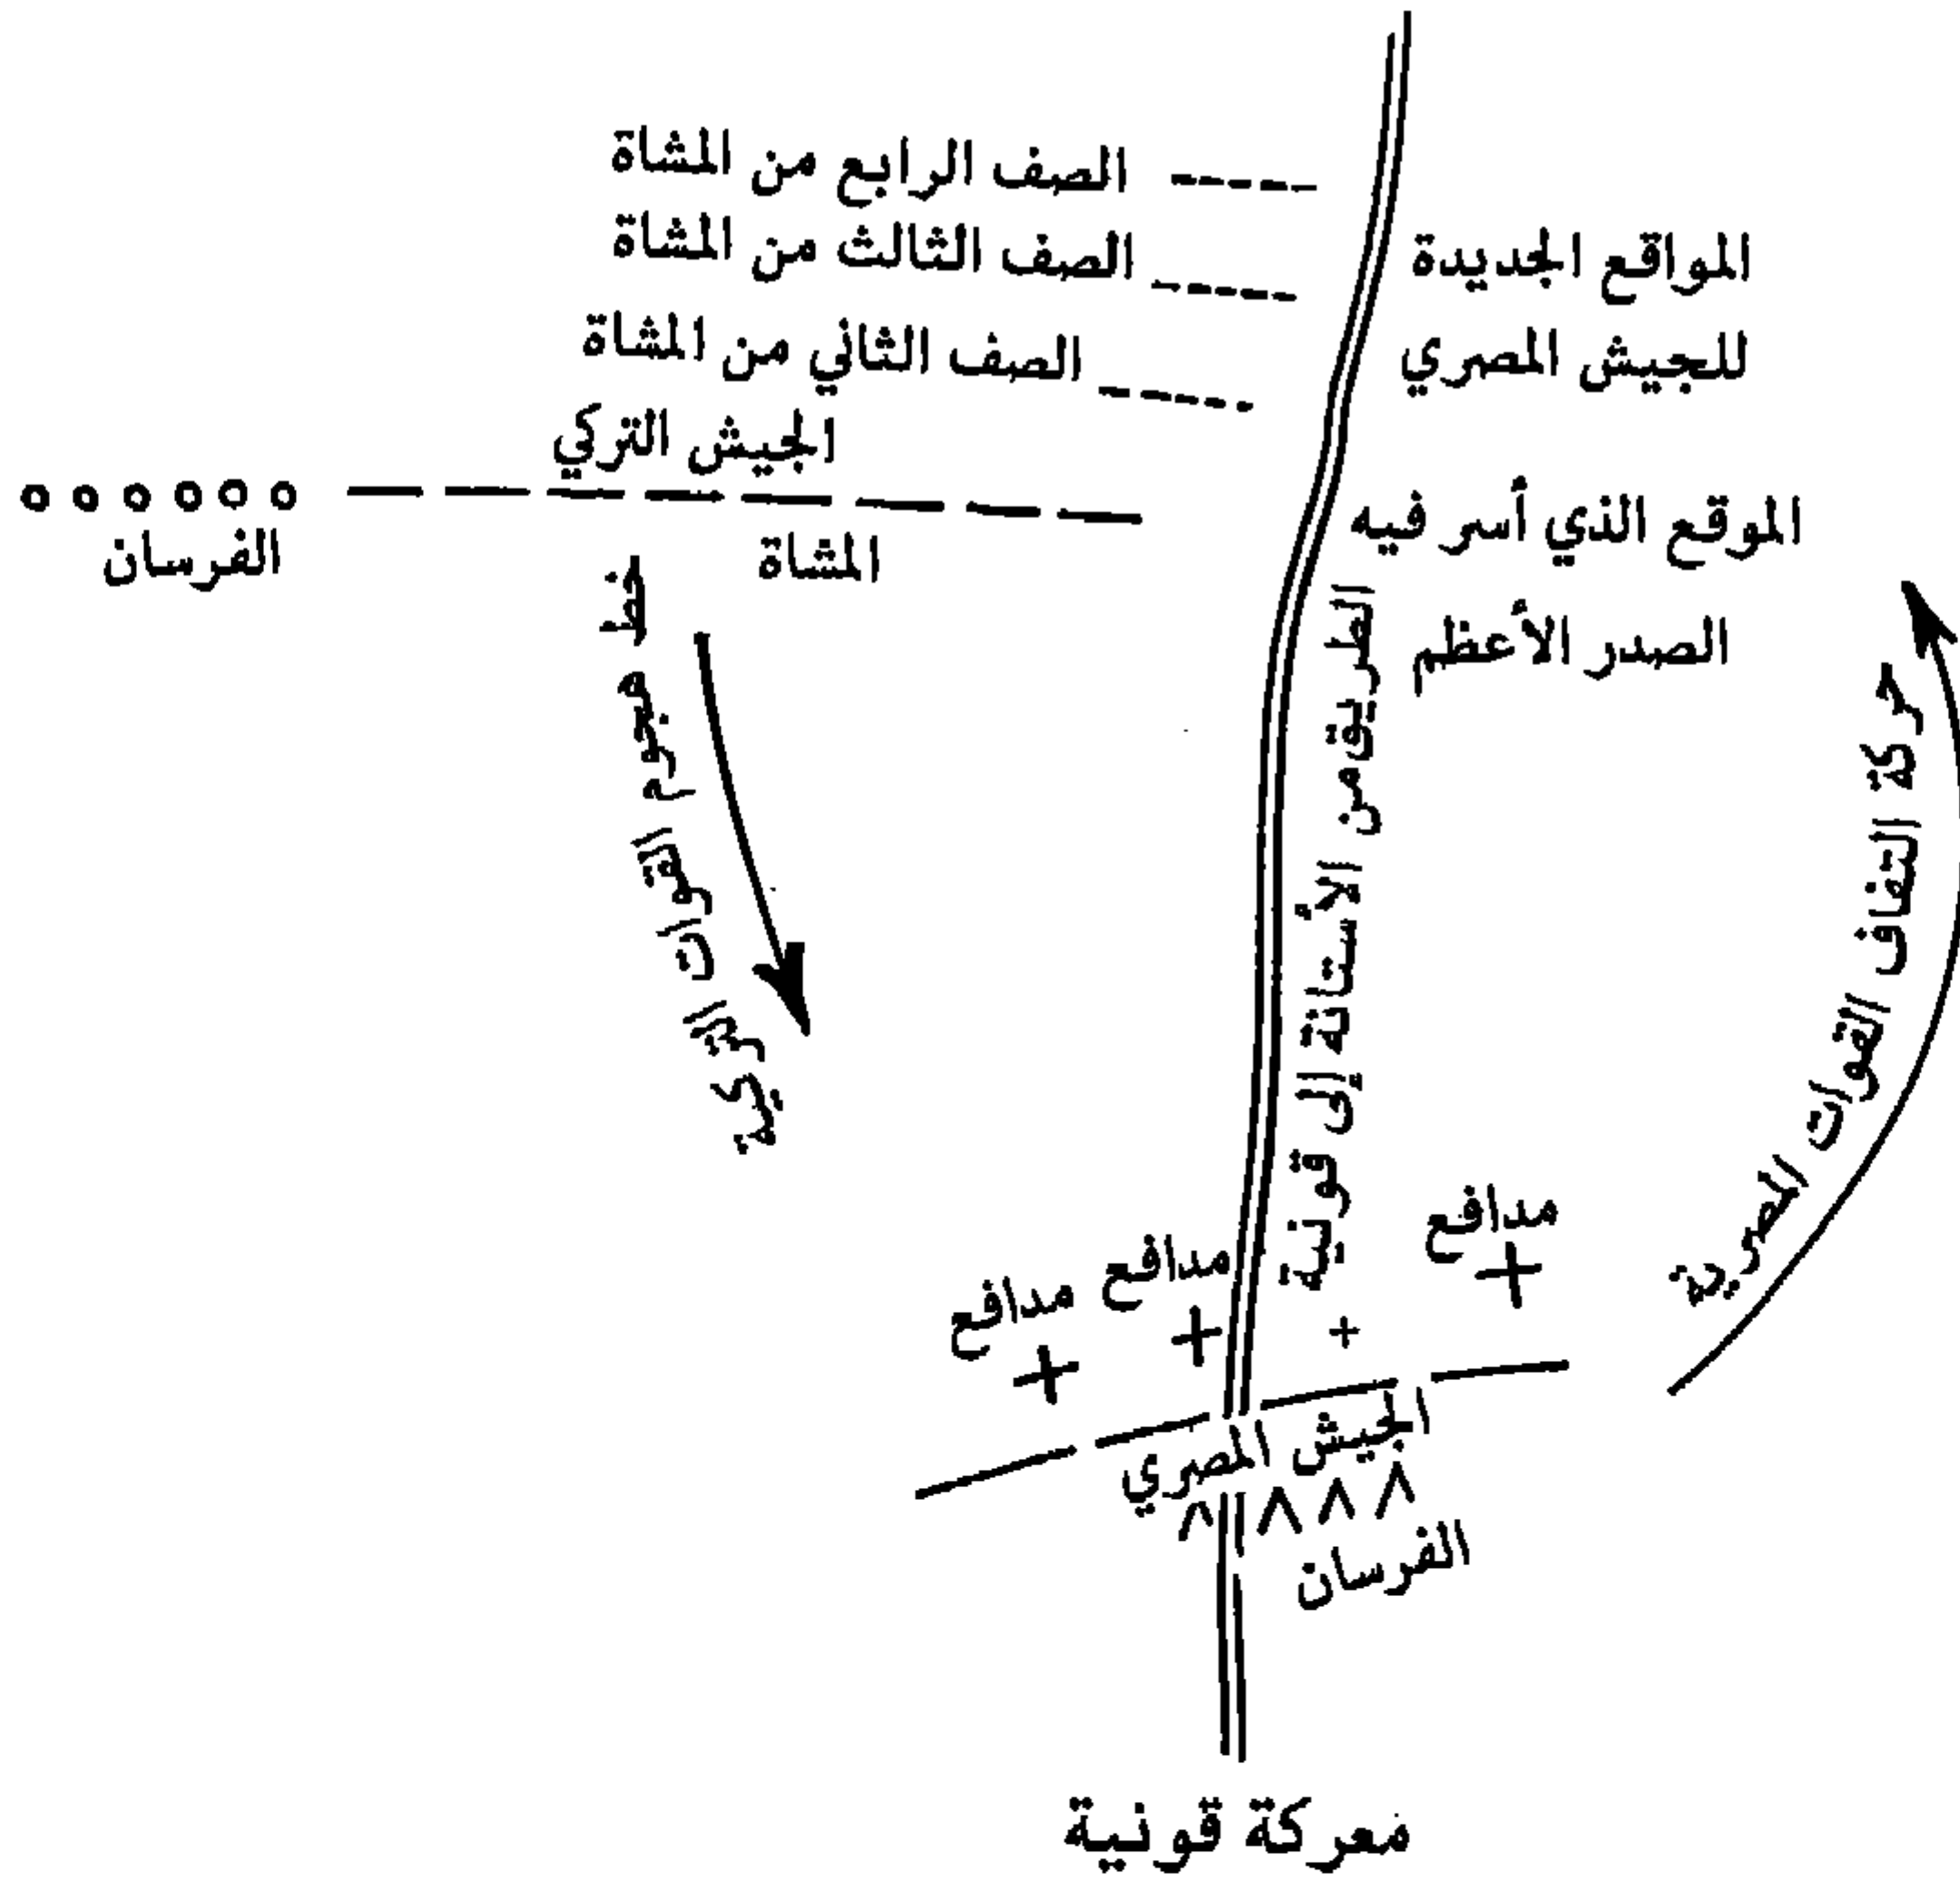 الصف الرابع من المشاة
الصف الثالث من المشاة
المواقع الجديدة
للجيش المصري
الصف الثاني من المشاة
الجيش التركي
الفرسان
المشاة
الموقع الذي أسر فيه
الصدر الأعظم
خط هجوم القوات التركية
الطريق من الأستانة إلى قونية
حركة التفاف القوات المصرية
مدافع
مدافع
مدافع
الجيش المصري
الفرسان
معركة قونية